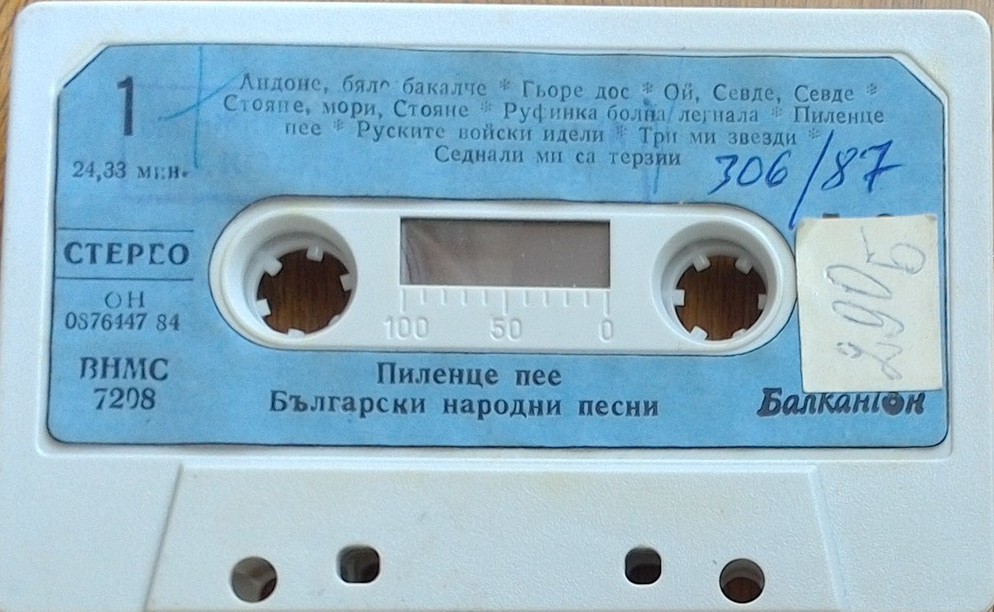 1
Андоне, бяло бакалче * Гьоре дос * Ой, Севде, Севде *
Стояне, мори, Стояне * Руфинка болна легнала * Пиленце
пее * Руските войски идели * Три ми звезди *
Седнали ми са терзии
24,33 мин.
306/87
СТЕРЕО
ОН
0876447 84
ВНМС
7208
100 50 0
290 Б
Пиленце пее
Български народни песни
Балкантон